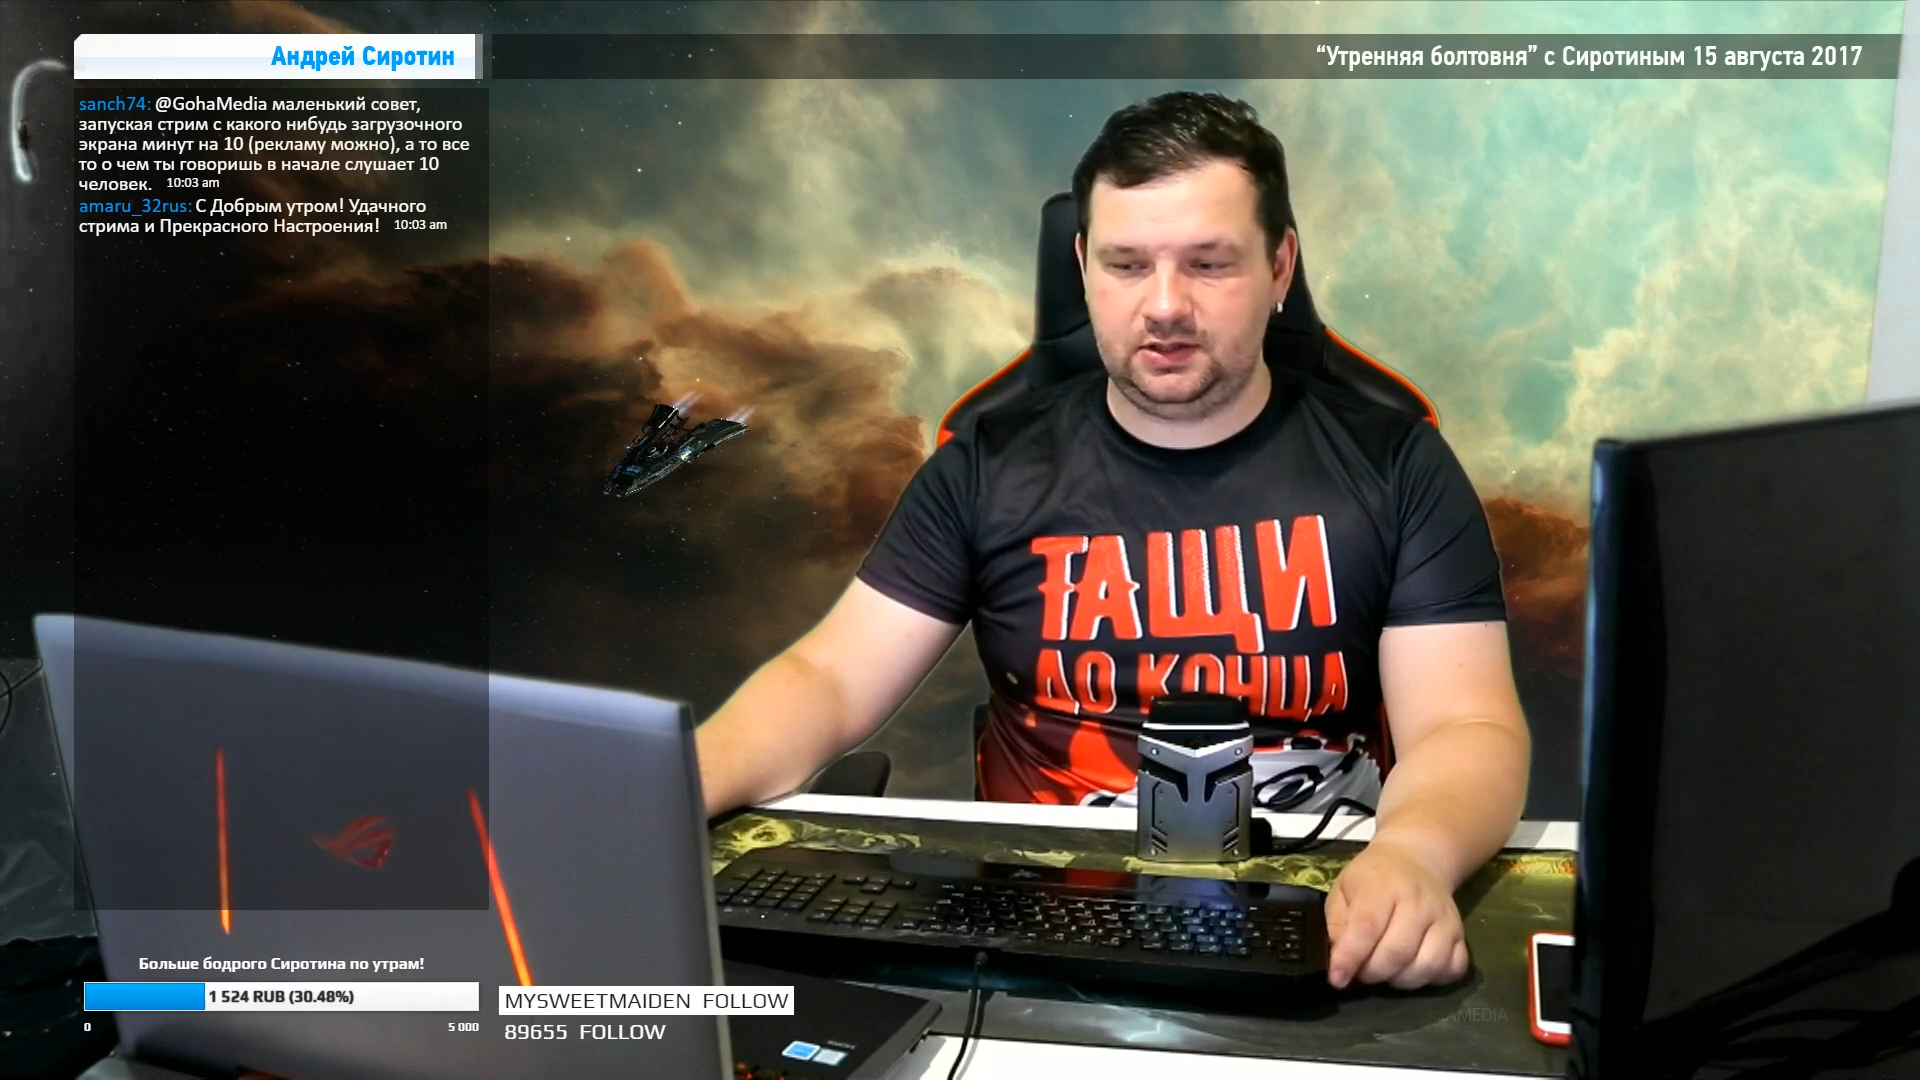 Андрей Сиротин
“Утренняя болтовня” с Сиротиным 15 августа 2017
sanch74: @GohaMedia маленький совет,
запуская стрим с какого нибудь загрузочного
экрана минут на 10 (рекламу можно), а то все
то о чем ты говоришь в начале слушает 10
человек. 10:03 am
amaru_32rus: С Добрым утром! Удачного
стрима и Прекрасного Настроения! 10:03 am
ТАЩИ
ДО КОНЦА
Больше бодрого Сиротина по утрам!
1 524 RUB (30.48%)
0 5 000
MYSWEETMAIDEN FOLLOW
89655 FOLLOW